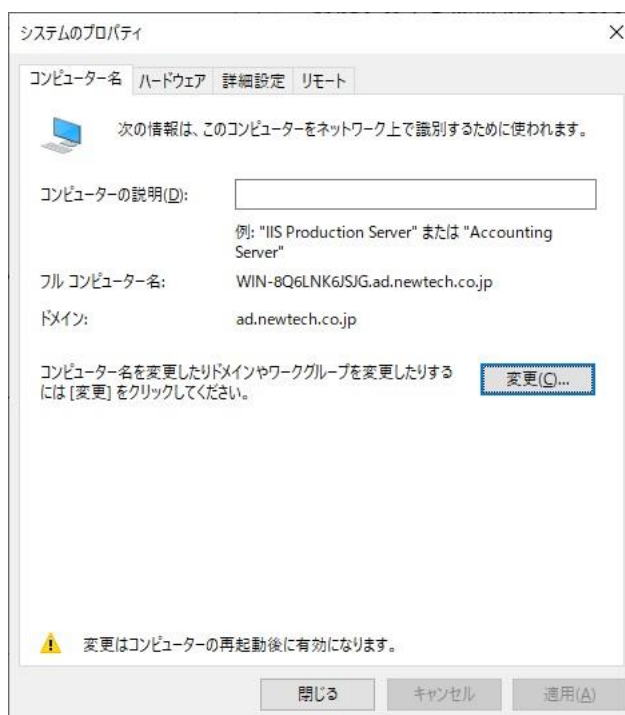 システムのプロパティ
コンピューター名 ハードウェア 詳細設定 リモート
次の情報は、このコンピューターをネットワーク上で識別するために使われます。
コンピューターの説明(D):
例: "IIS Production Server" または "Accounting
Server"
フル コンピューター名: WIN-8Q6LNK6JSJG.ad.newtech.co.jp
ドメイン: ad.newtech.co.jp
コンピューター名を変更したりドメインやワークグループを変更したりする
には [変更] をクリックしてください。
変更(C)...
変更はコンピューターの再起動後に有効になります。
閉じる キャンセル 適用(A)